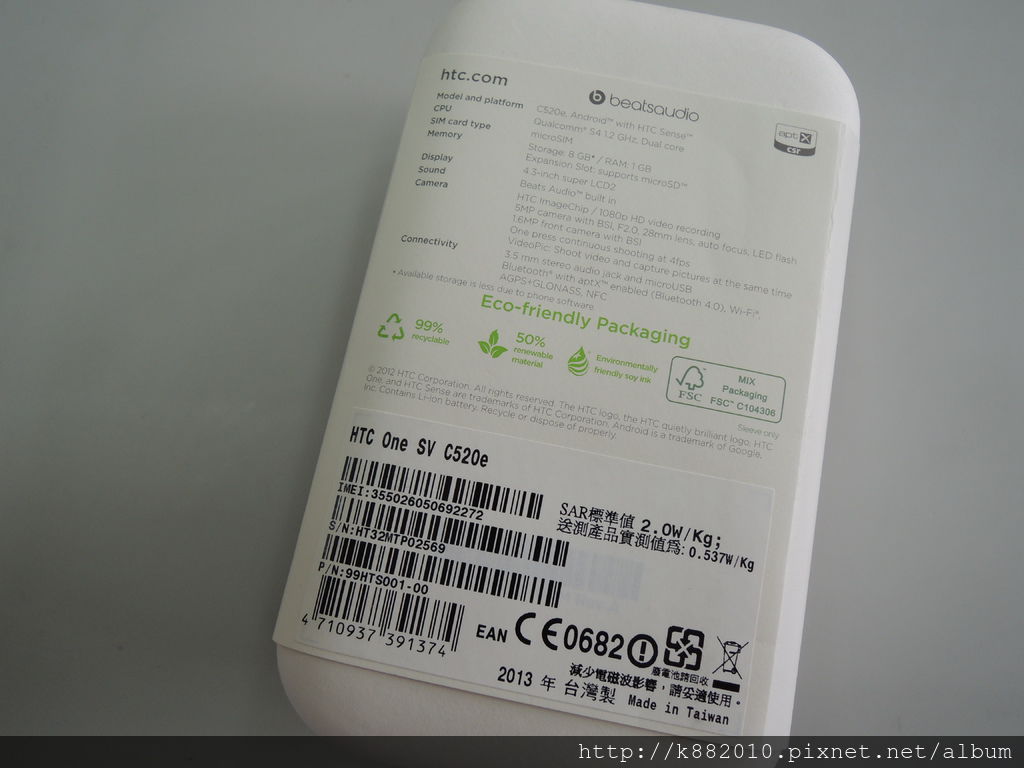 htc.com
beatsaudio
aptX
CSR
Model and platform C520e, Android™ with HTC Sense™
CPU Qualcomm® S4 1.2 GHz, Dual core
SIM card type microSIM
Memory Storage: 8 GB* / RAM: 1 GB
Expansion Slot: supports microSD™
Display 4.3-inch super LCD2
Sound Beats Audio™ built in
Camera HTC ImageChip / 1080p HD video recording
5MP camera with BSI, F2.0, 28mm lens, auto focus, LED flash
1.6MP front camera with BSI
One press continuous shooting at 4fps
VideoPic: Shoot video and capture pictures at the same time
Connectivity 3.5 mm stereo audio jack and microUSB
Bluetooth® with aptX™ enabled (Bluetooth 4.0), Wi-Fi®,
AGPS+GLONASS, NFC
* Available storage is less due to phone software.
Eco-friendly Packaging
99%
recyclable
50%
renewable
material
Environmentally
friendly soy ink
FSC™
MIX
Packaging
FSC™ C104306
Sleeve only
© 2012 HTC Corporation. All rights reserved. The HTC logo, the HTC quietly brilliant logo, HTC
One, and HTC Sense are trademarks of HTC Corporation. Android is a trademark of Google,
Inc. Contains Li-ion battery. Recycle or dispose of properly.
HTC One SV C520e
IMEI:355026050692272
S/N:HT32MTP02569
P/N:99HTS001-00
4 710937 391374
EAN
SAR標準值 2.0W/Kg;
送測產品實測值為: 0.537W/Kg
CE0682
廢電池請回收
減少電磁波影響，請妥適使用。
2013 年 台灣製 Made in Taiwan
http://k882010.pixnet.net/album